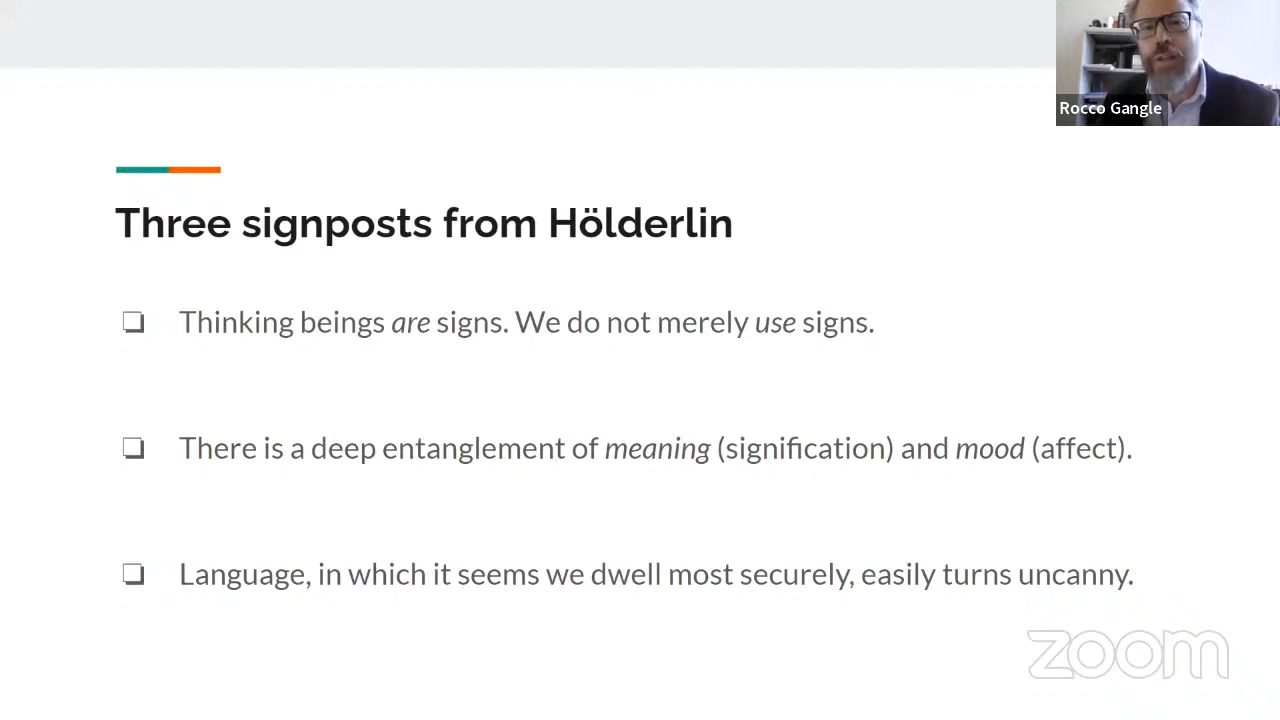 Rocco Gangle
Three signposts from Hölderlin
Thinking beings are signs. We do not merely use signs.
There is a deep entanglement of meaning (signification) and mood (affect).
Language, in which it seems we dwell most securely, easily turns uncanny.
zoom